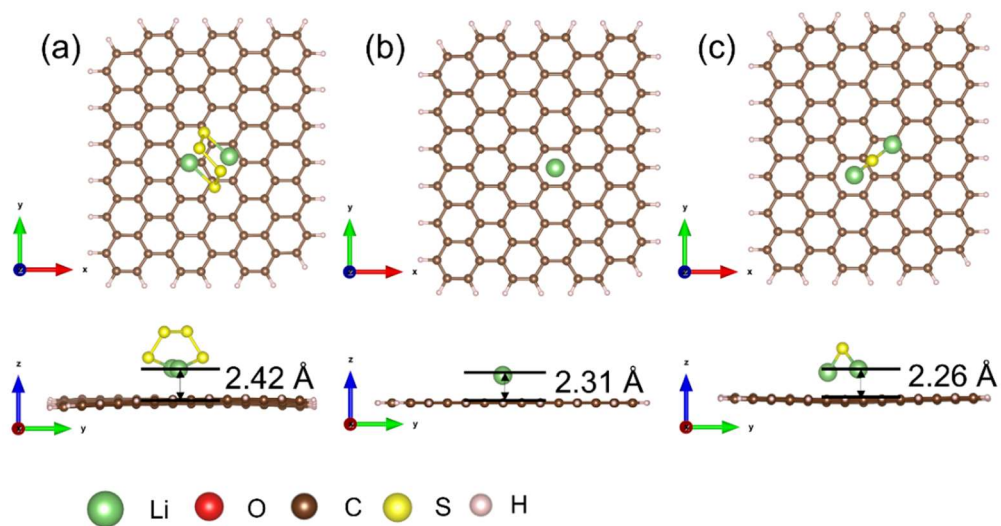 (a) (b) (c)
y y y
z x z x z x
z z z
2.42 Å 2.31 Å 2.26 Å
x y x y x y
Li O C S H